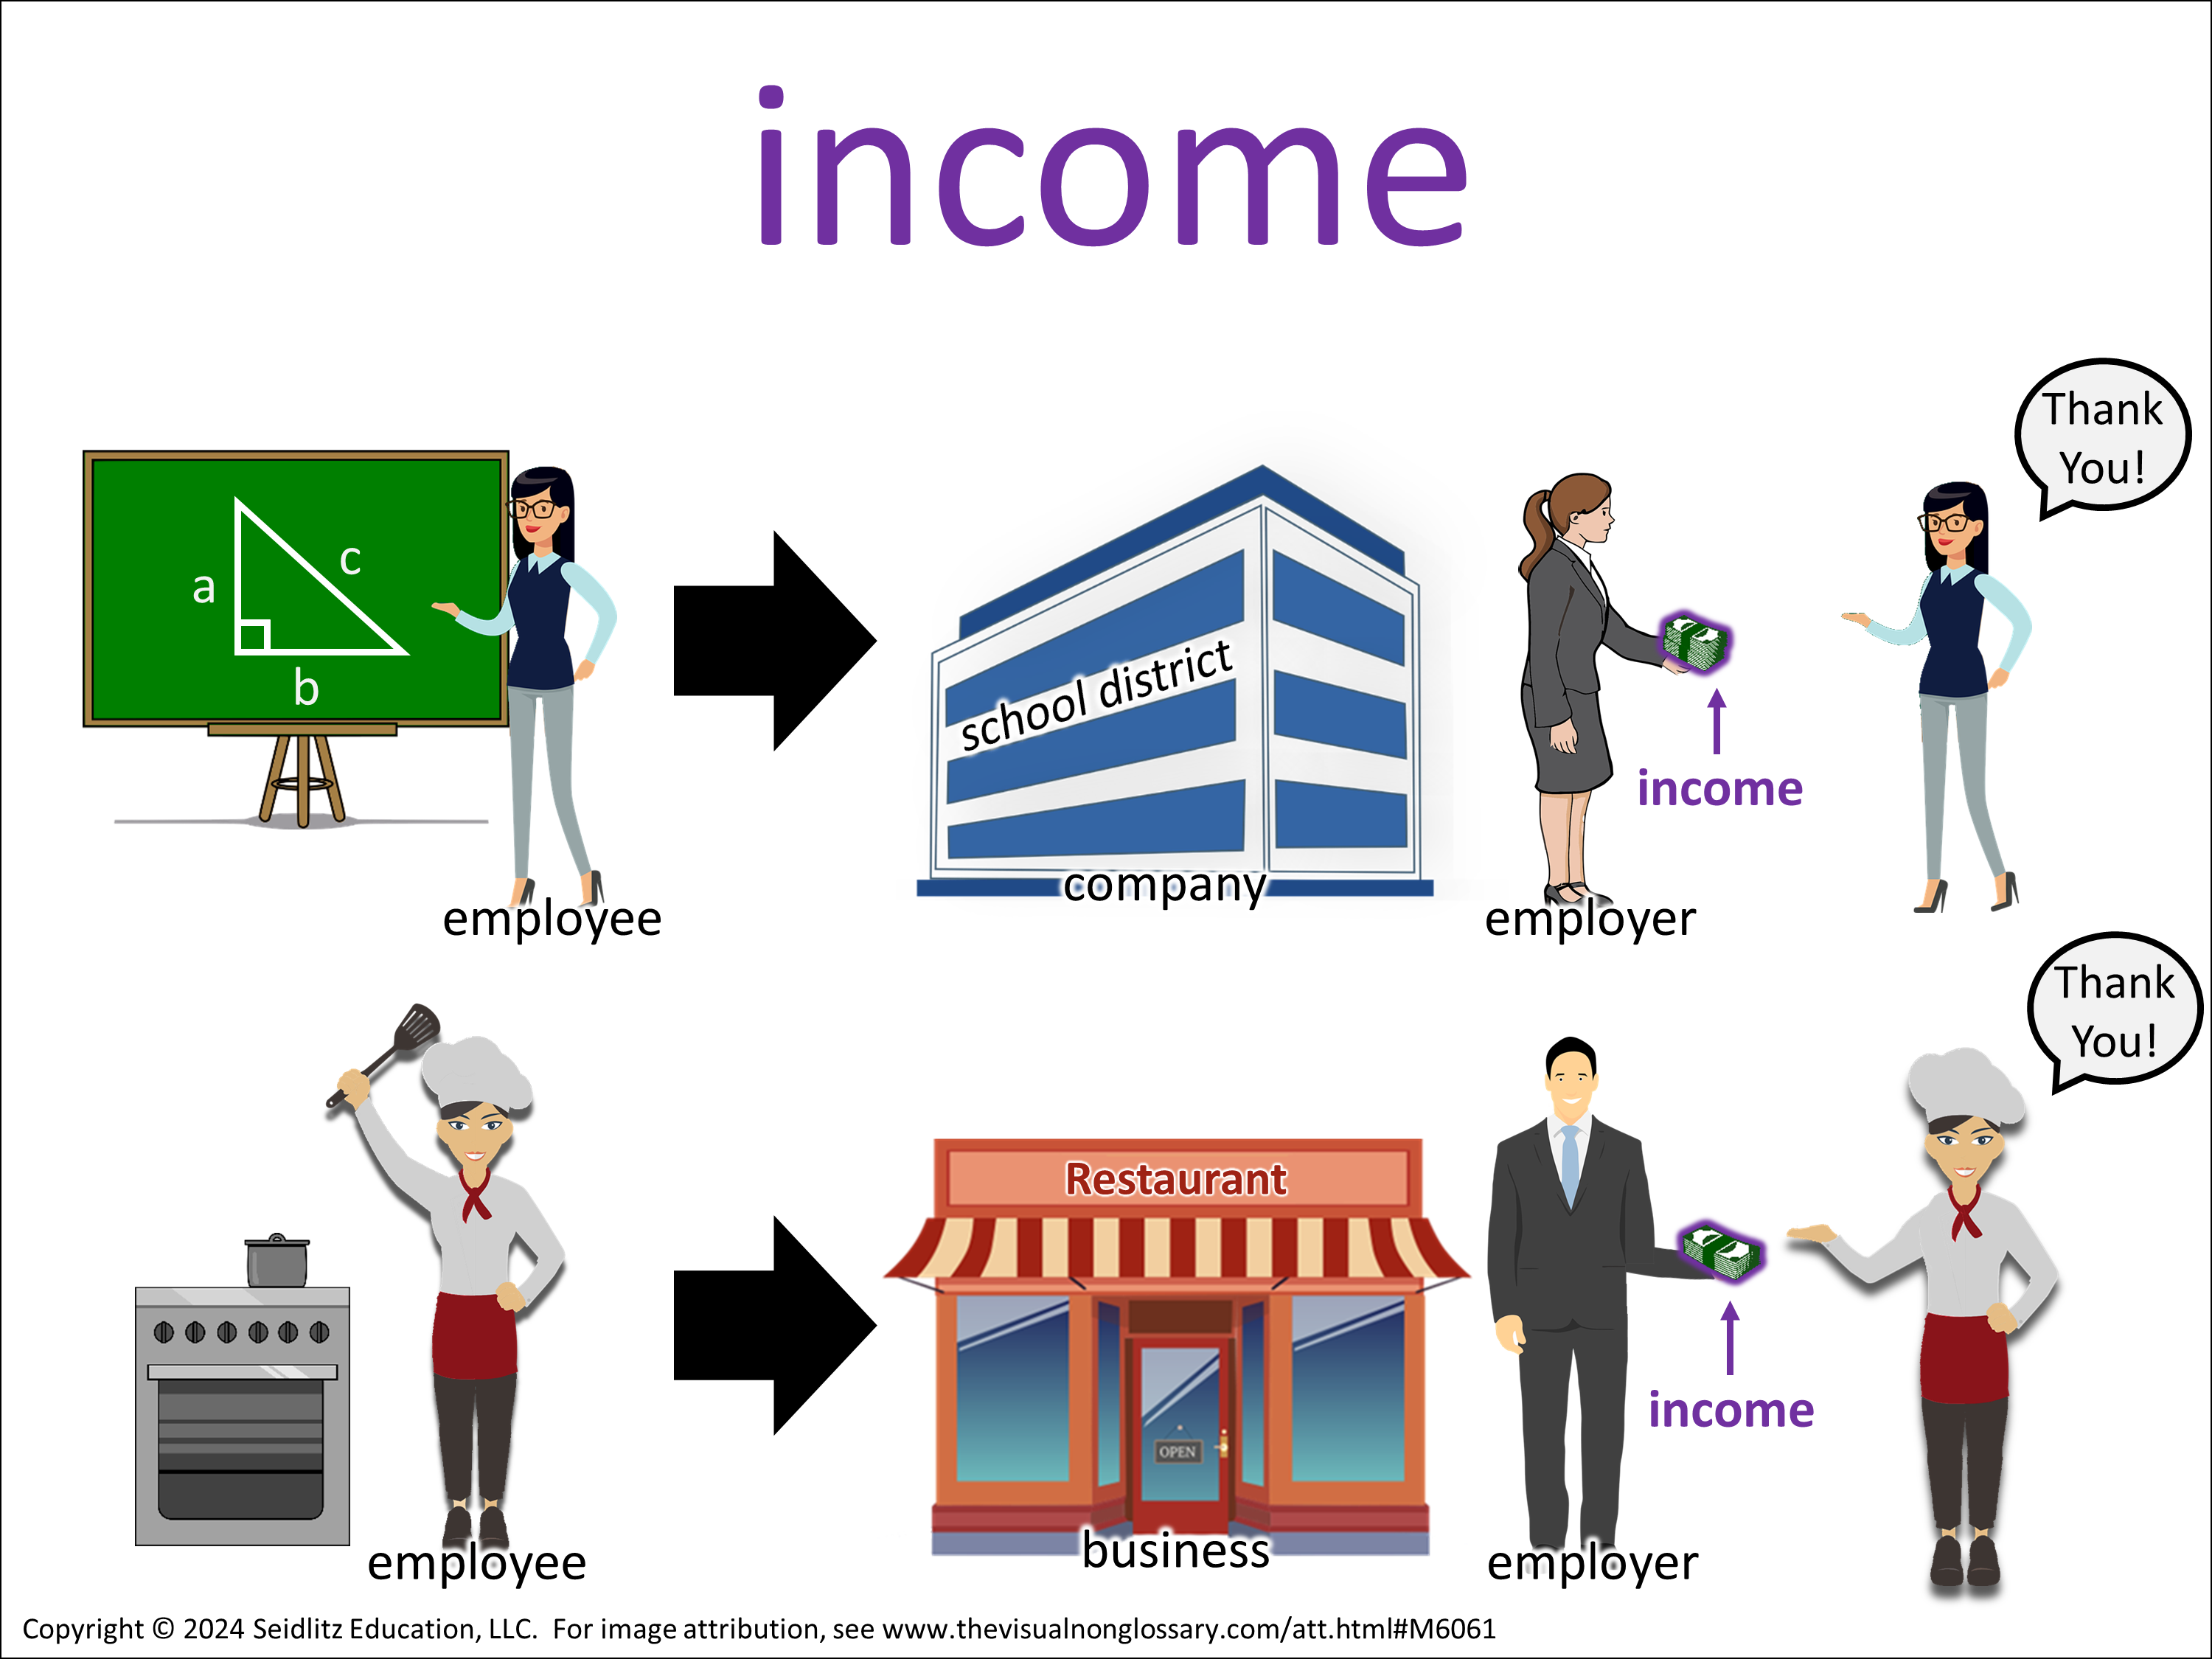 income
Thank
You!
a
c
b
school district
income
company
employee
employer
Thank
You!
Restaurant
OPEN
income
business
employee
employer
Copyright © 2024 Seidlitz Education, LLC.  For image attribution, see www.thevisualnonglossary.com/att.html#M6061